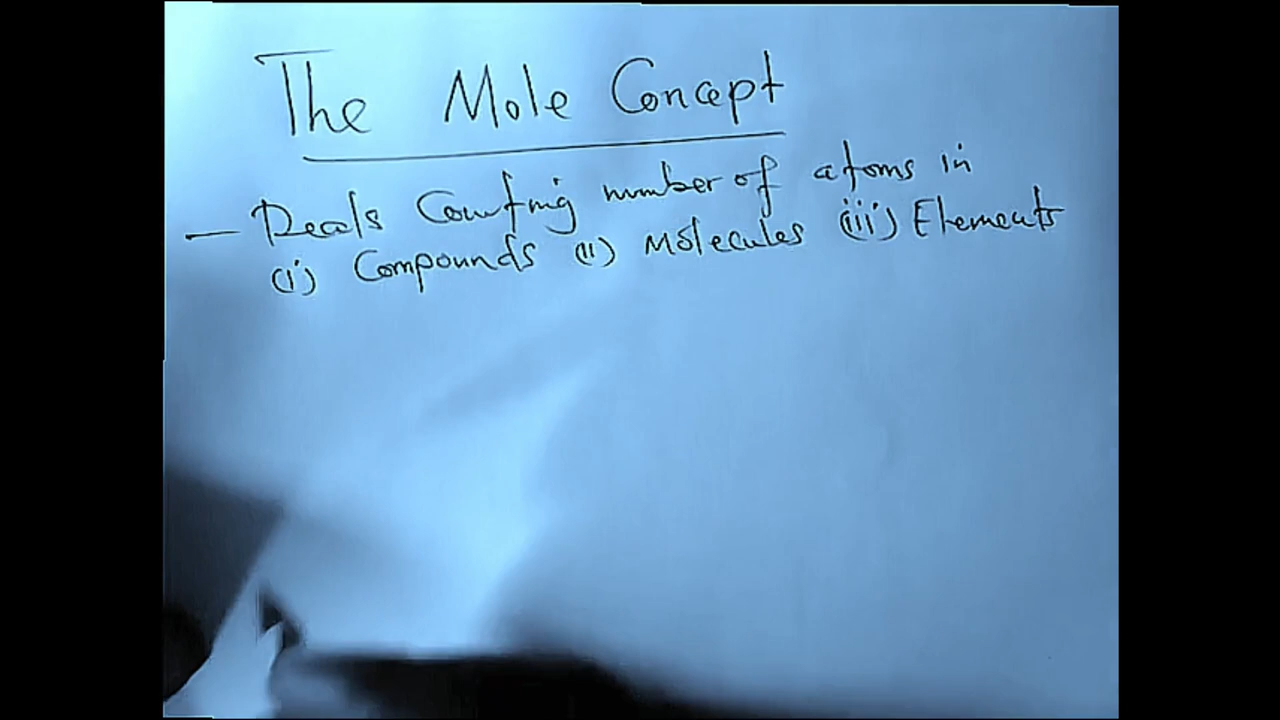 The Mole Concept
— Deals Counting number of atoms in
(i) Compounds (ii) Molecules (iii) Elements